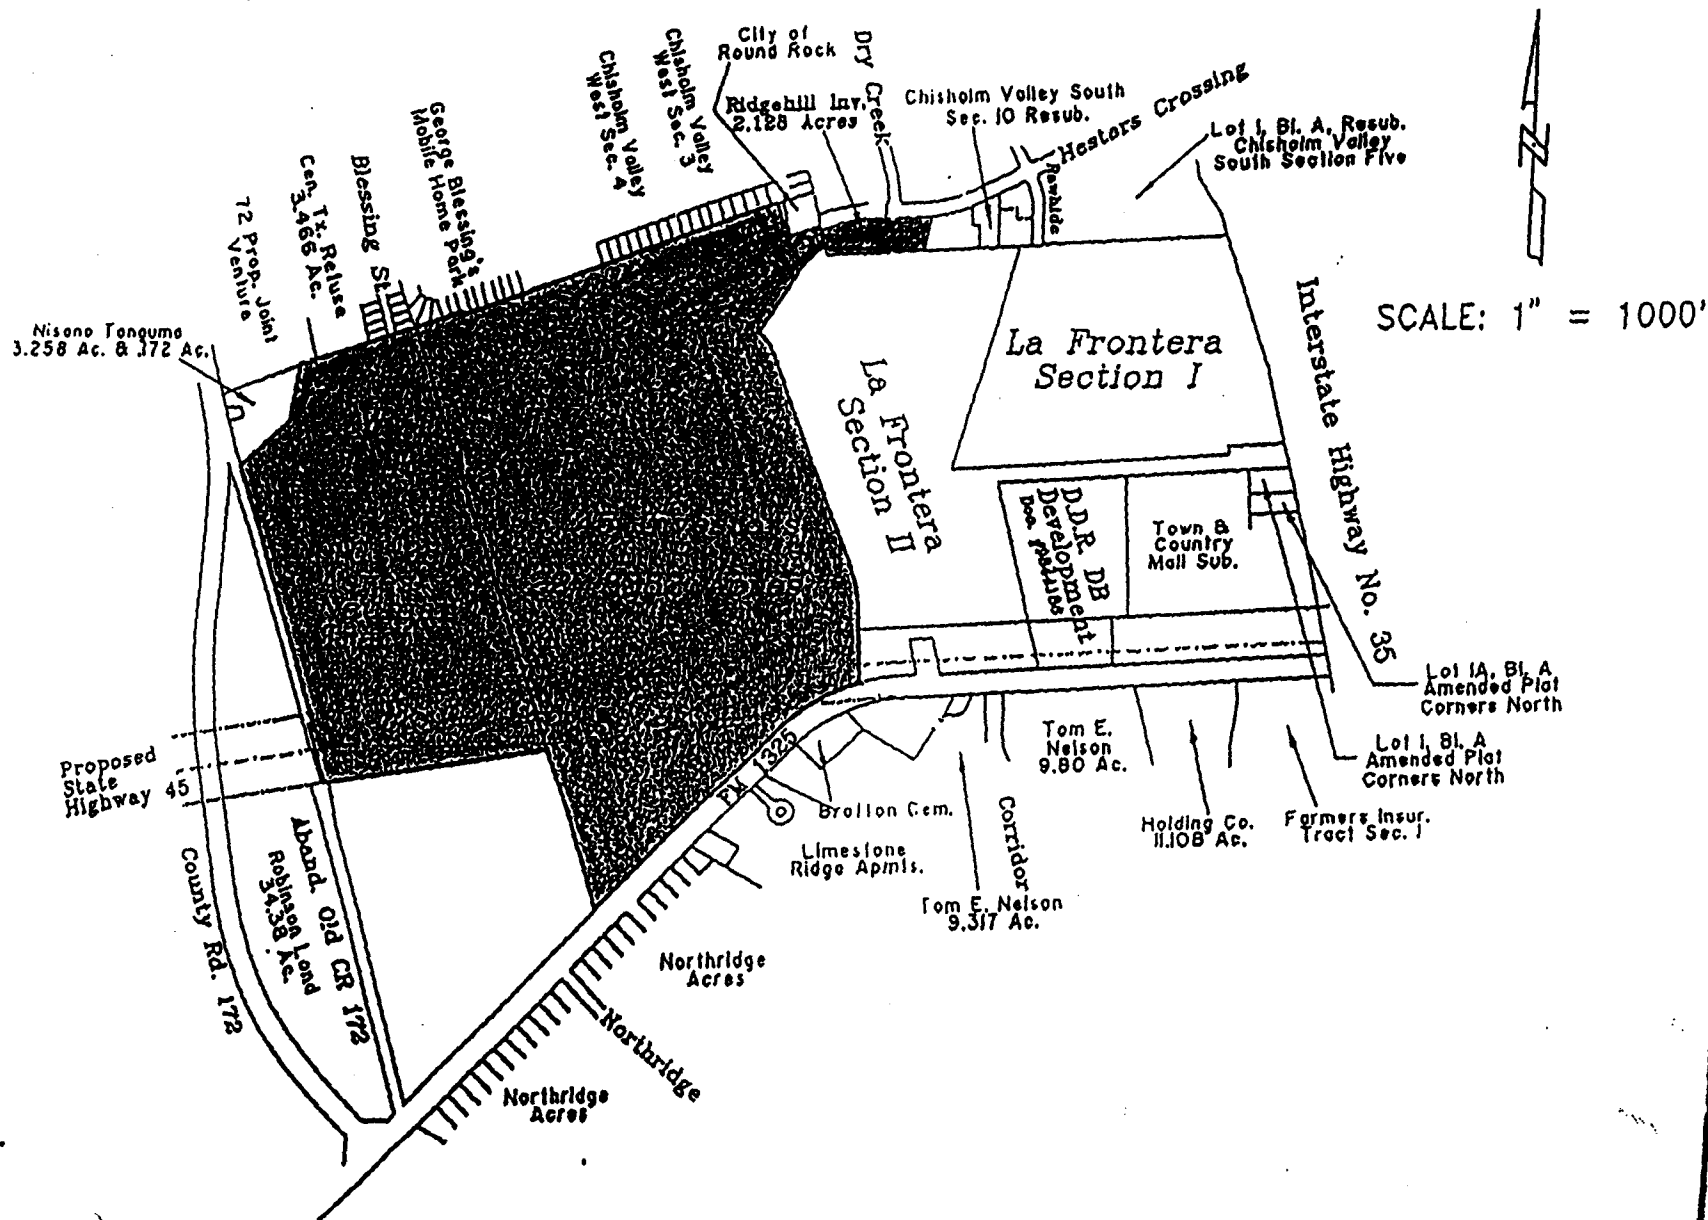 City of
Round Rock
Dry Creek
Chisholm Valley
West Sec. 3
Chisholm Valley
West Sec. 4
Ridgehill Inv.
2.128 Acres
Chisholm Valley South
Sec. 10 Resub.
Hesters Crossing
Rawhide
Lot 1, Bl. A, Resub.
Chisholm Valley
South Section Five
George Blessing's
Mobile Home Park
Blessing St.
Cen. Tx. Refuse
3.466 Ac.
72 Prop. Joint
Venture
Nisano Tanguma
3.258 Ac. & .172 Ac.
SCALE: 1" = 1000'
La Frontera
Section I
La Frontera
Section II
Interstate Highway No. 35
D.D.R. DB
Development
Doc.
Town &
Country
Mall Sub.
Lot 1A, Bl. A
Amended Plat
Corners North
Lot 1, Bl. A
Amended Plat
Corners North
Tom E.
Nelson
9.80 Ac.
Holding Co.
11.108 Ac.
Farmers Insur.
Tract Sec. 1
Corridor
Tom E. Nelson
9.317 Ac.
FM 1325
Bratton Cem.
Limestone
Ridge Apmts.
Proposed
State
Highway 45
County Rd. 172
Aband. Old CR 172
Robinson Land
34.38 Ac.
Northridge
Acres
Northridge
Northridge
Acres